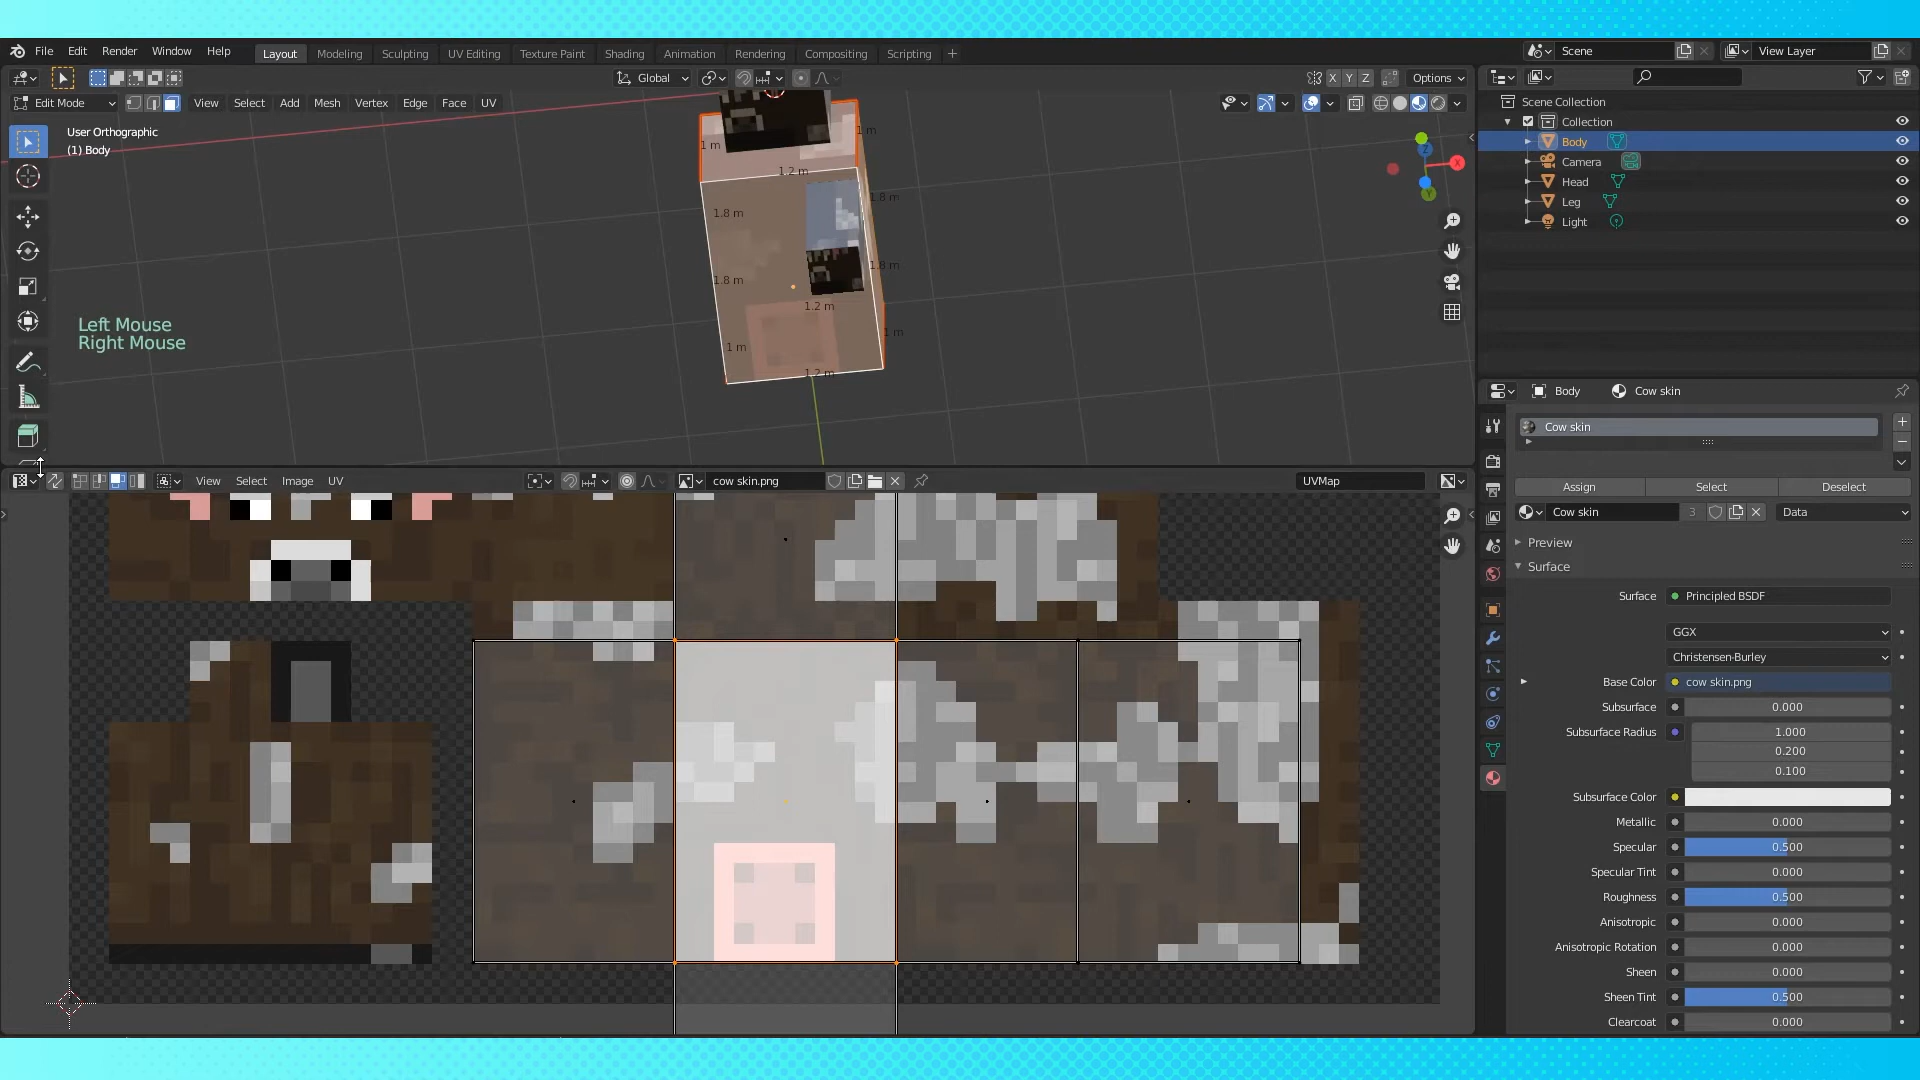 File Edit Render Window Help Layout Modeling Sculpting UV Editing Texture Paint Shading Animation Rendering Compositing Scripting + Scene View Layer
Global X Y Z Options
Edit Mode View Select Add Mesh Vertex Edge Face UV
User Orthographic
(1) Body
Left Mouse
Right Mouse
1 m
1 m
1.2 m
1.8 m
1.8 m
1.8 m
1.8 m
1.2 m
1 m
1 m
1.2 m
X
Z
Y
Scene Collection
Collection
Body
Camera
Head
Leg
Light
Body Cow skin
Cow skin
Assign Select Deselect
Cow skin 3 Data
Preview
Surface
Surface Principled BSDF
GGX
Christensen-Burley
Base Color cow skin.png
Subsurface 0.000
Subsurface Radius 1.000
0.200
0.100
Subsurface Color
Metallic 0.000
Specular 0.500
Specular Tint 0.000
Roughness 0.500
Anisotropic 0.000
Anisotropic Rotation 0.000
Sheen 0.000
Sheen Tint 0.500
Clearcoat 0.000
View Select Image UV cow skin.png UVMap